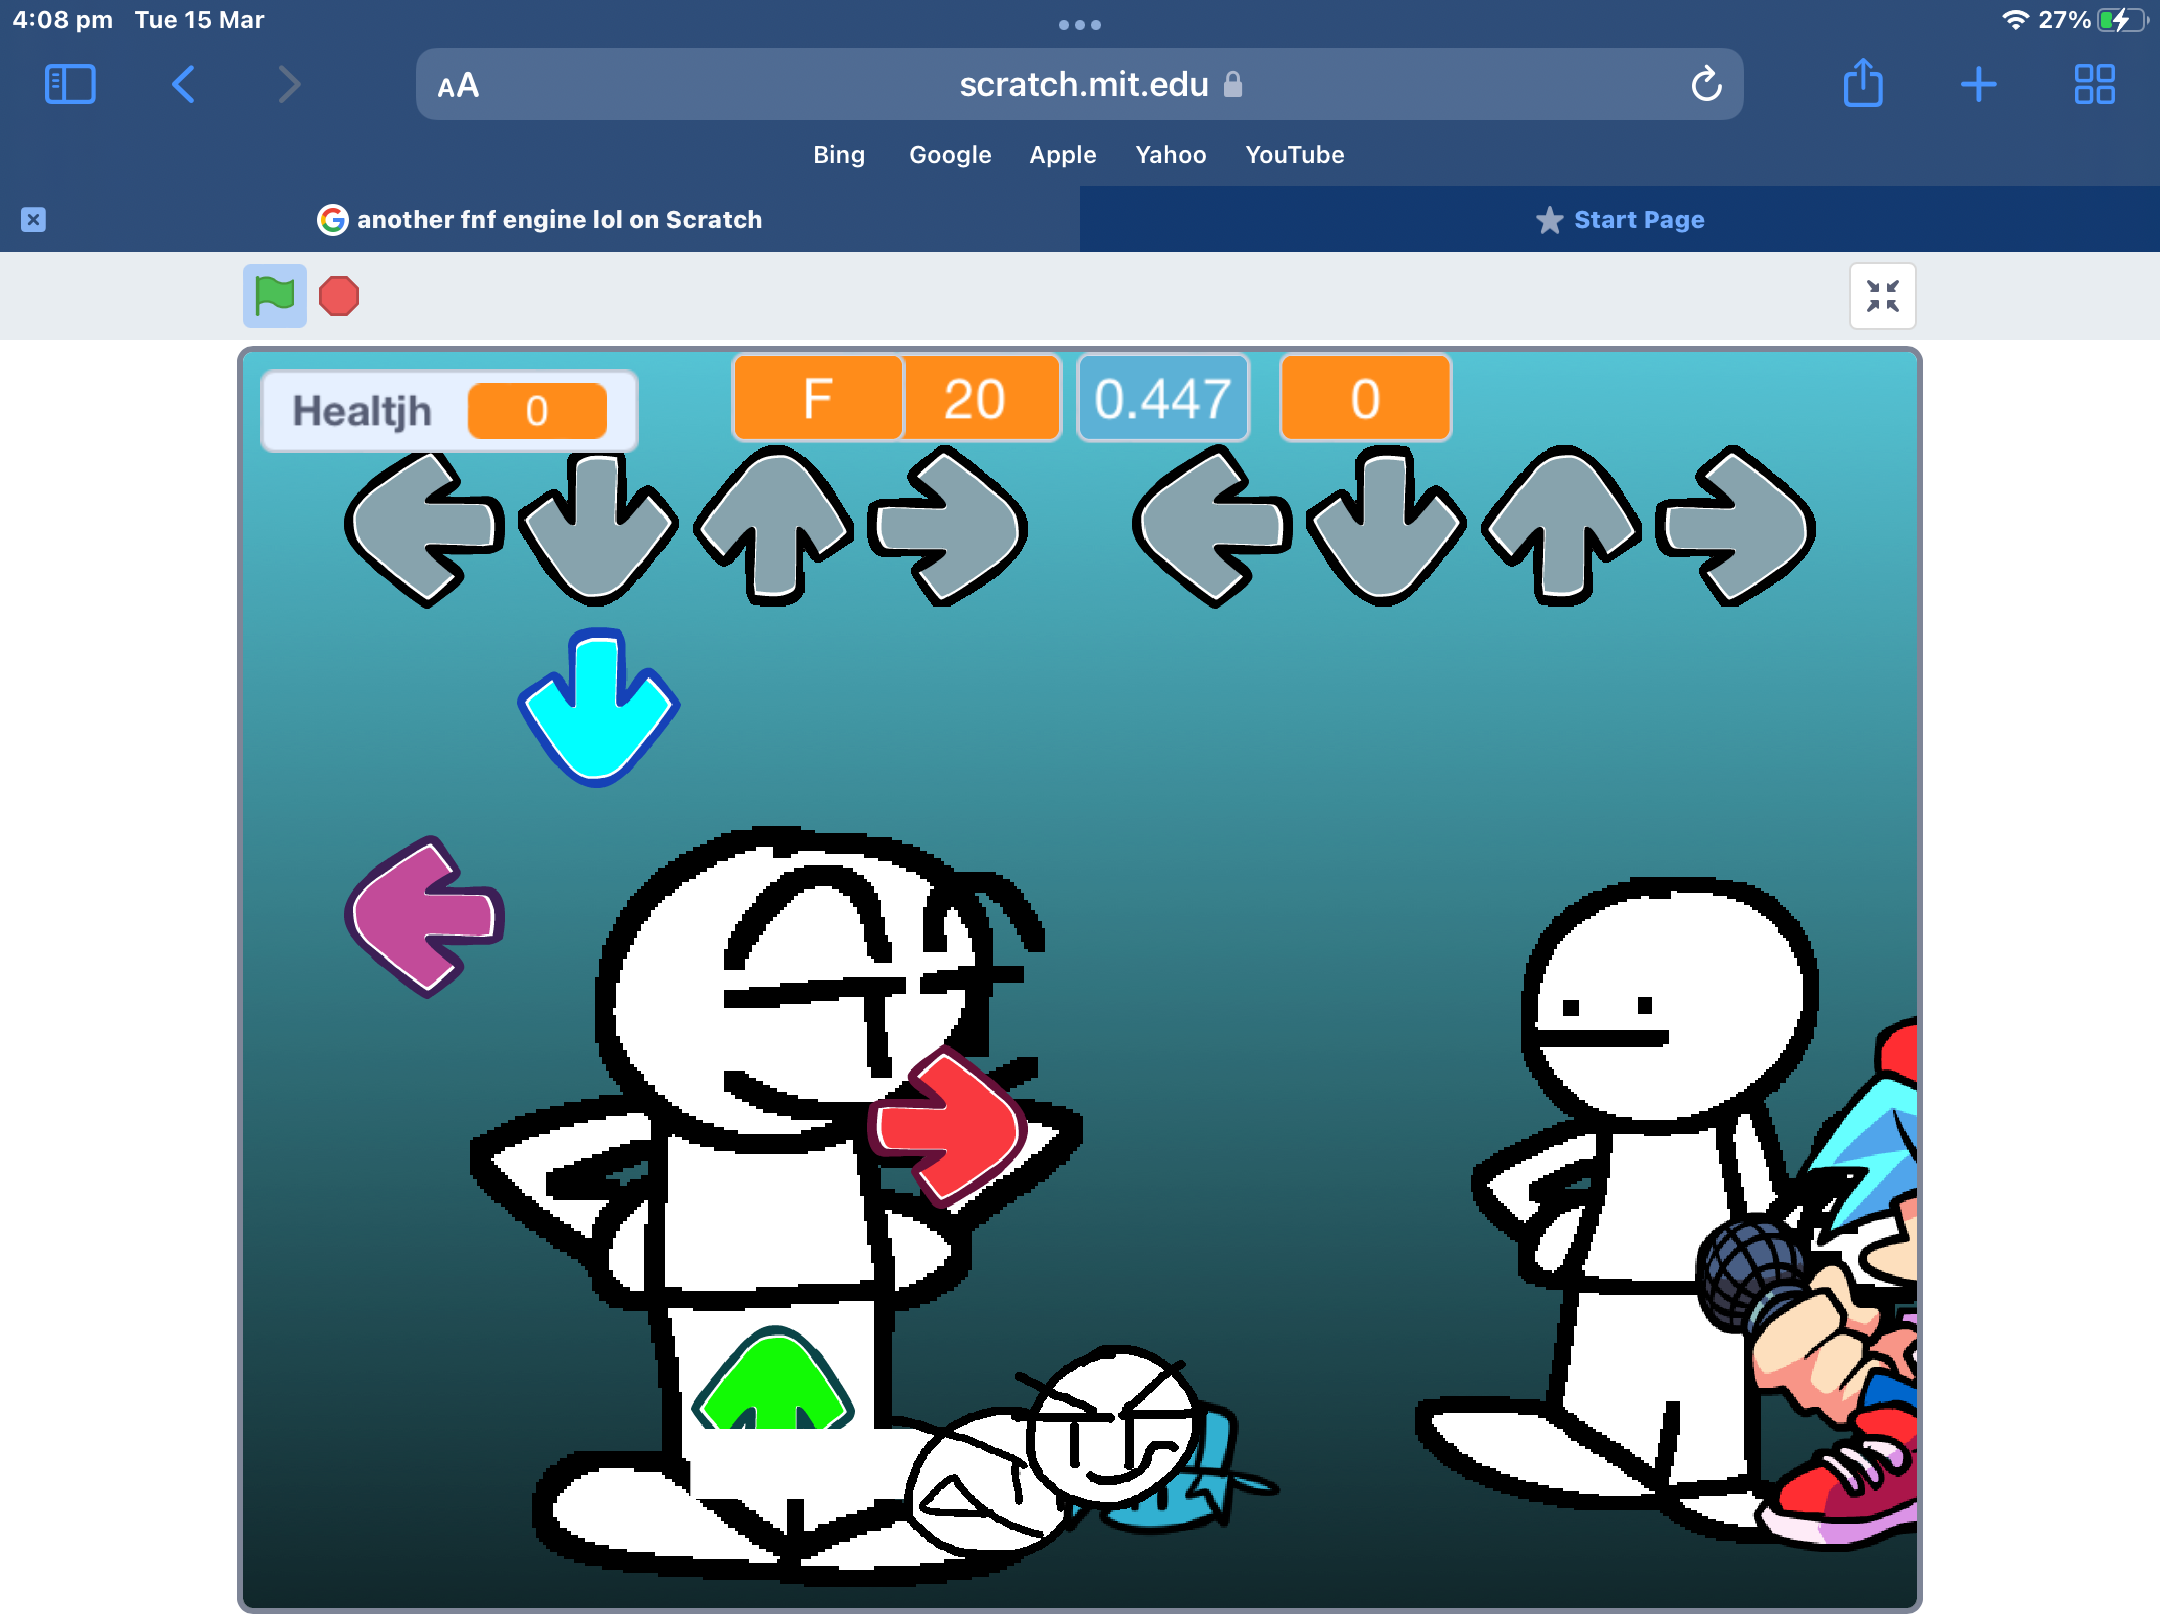 4:08 pm Tue 15 Mar
27%
AA scratch.mit.edu
Bing Google Apple Yahoo YouTube
another fnf engine lol on Scratch
Start Page
Healtjh 0
F 20 0.447 0